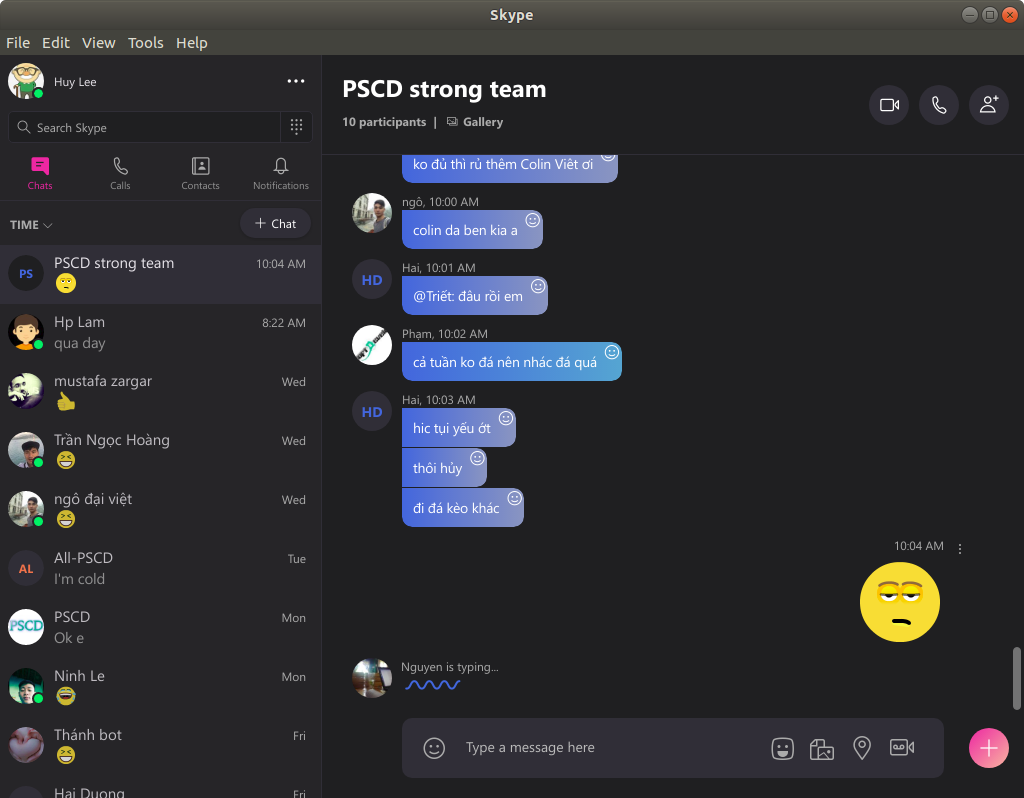 Skype
File Edit View Tools Help
Huy Lee
Search Skype
Chats Calls Contacts Notifications
TIME + Chat
PS
PSCD strong team 10:04 AM
Hp Lam 8:22 AM
qua day
mustafa zargar Wed
Trần Ngọc Hoàng Wed
ngô đại việt Wed
AL
All-PSCD Tue
I'm cold
PSCD
PSCD Mon
Ok e
Ninh Le Mon
Thánh bot Fri
Hai Duong Fri
PSCD strong team
10 participants | Gallery
ko đủ thì rủ thêm Colin Việt ơi
ngô, 10:00 AM
colin da ben kia a
HD
Hai, 10:01 AM
@Triết: đâu rồi em
Phạm, 10:02 AM
cả tuần ko đá nên nhác đá quá
HD
Hai, 10:03 AM
hic tụi yếu ớt
thôi hủy
đi đá kèo khác
10:04 AM
Nguyen is typing...
Type a message here